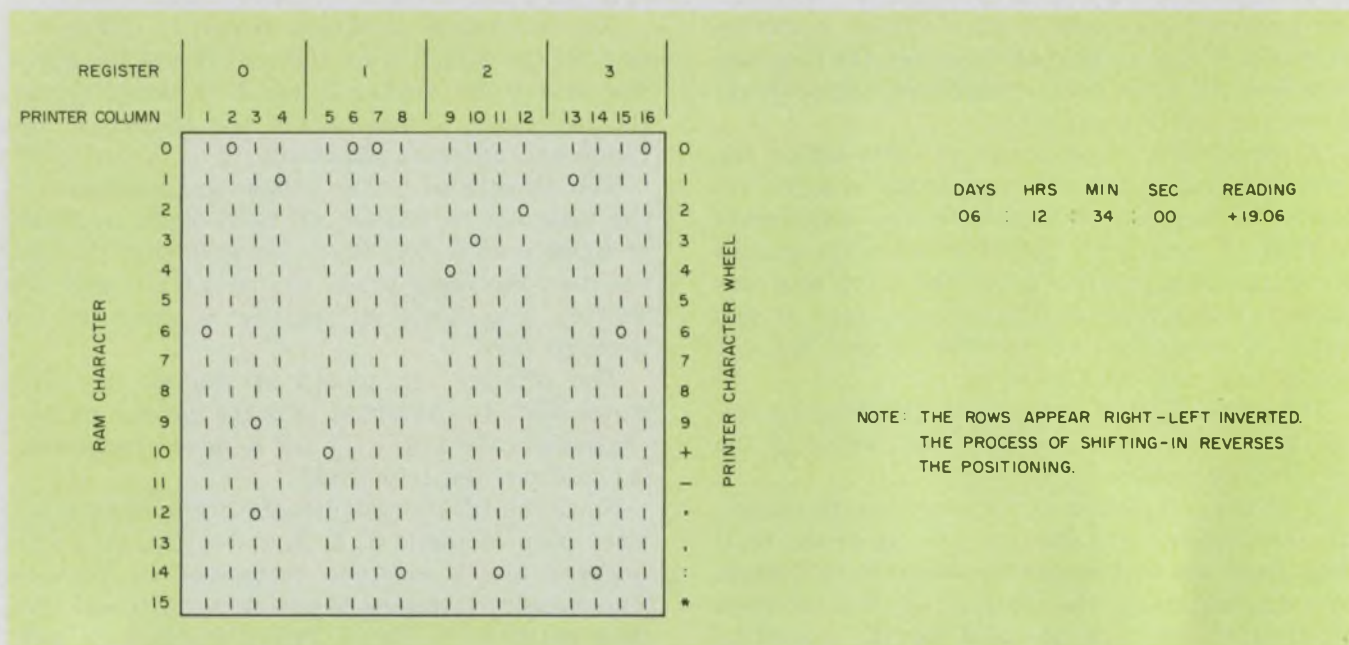 REGISTER 0 1 2 3
PRINTER COLUMN 1 2 3 4 5 6 7 8 9 10 11 12 13 14 15 16
0 1 0 1 1 1 0 0 1 1 1 1 1 1 1 1 0 0
1 1 1 1 0 1 1 1 1 1 1 1 1 0 1 1 1 1
2 1 1 1 1 1 1 1 1 1 1 1 0 1 1 1 1 2
3 1 1 1 1 1 1 1 1 1 0 1 1 1 1 1 1 3
4 1 1 1 1 1 1 1 1 0 1 1 1 1 1 1 1 4
5 1 1 1 1 1 1 1 1 1 1 1 1 1 1 1 1 5
6 0 1 1 1 1 1 1 1 1 1 1 1 1 1 0 1 6
7 1 1 1 1 1 1 1 1 1 1 1 1 1 1 1 1 7
8 1 1 1 1 1 1 1 1 1 1 1 1 1 1 1 1 8
9 1 1 0 1 1 1 1 1 1 1 1 1 1 1 1 1 9
10 1 1 1 1 0 1 1 1 1 1 1 1 1 1 1 1 +
11 1 1 1 1 1 1 1 1 1 1 1 1 1 1 1 1 −
12 1 1 0 1 1 1 1 1 1 1 1 1 1 1 1 1 ·
13 1 1 1 1 1 1 1 1 1 1 1 1 1 1 1 1 ,
14 1 1 1 1 1 1 1 0 1 1 0 1 1 0 1 1 :
15 1 1 1 1 1 1 1 1 1 1 1 1 1 1 1 1 *
RAM CHARACTER
PRINTER CHARACTER WHEEL
DAYS HRS MIN SEC READING
06 : 12 : 34 : 00 +19.06
NOTE: THE ROWS APPEAR RIGHT-LEFT INVERTED.
THE PROCESS OF SHIFTING-IN REVERSES
THE POSITIONING.